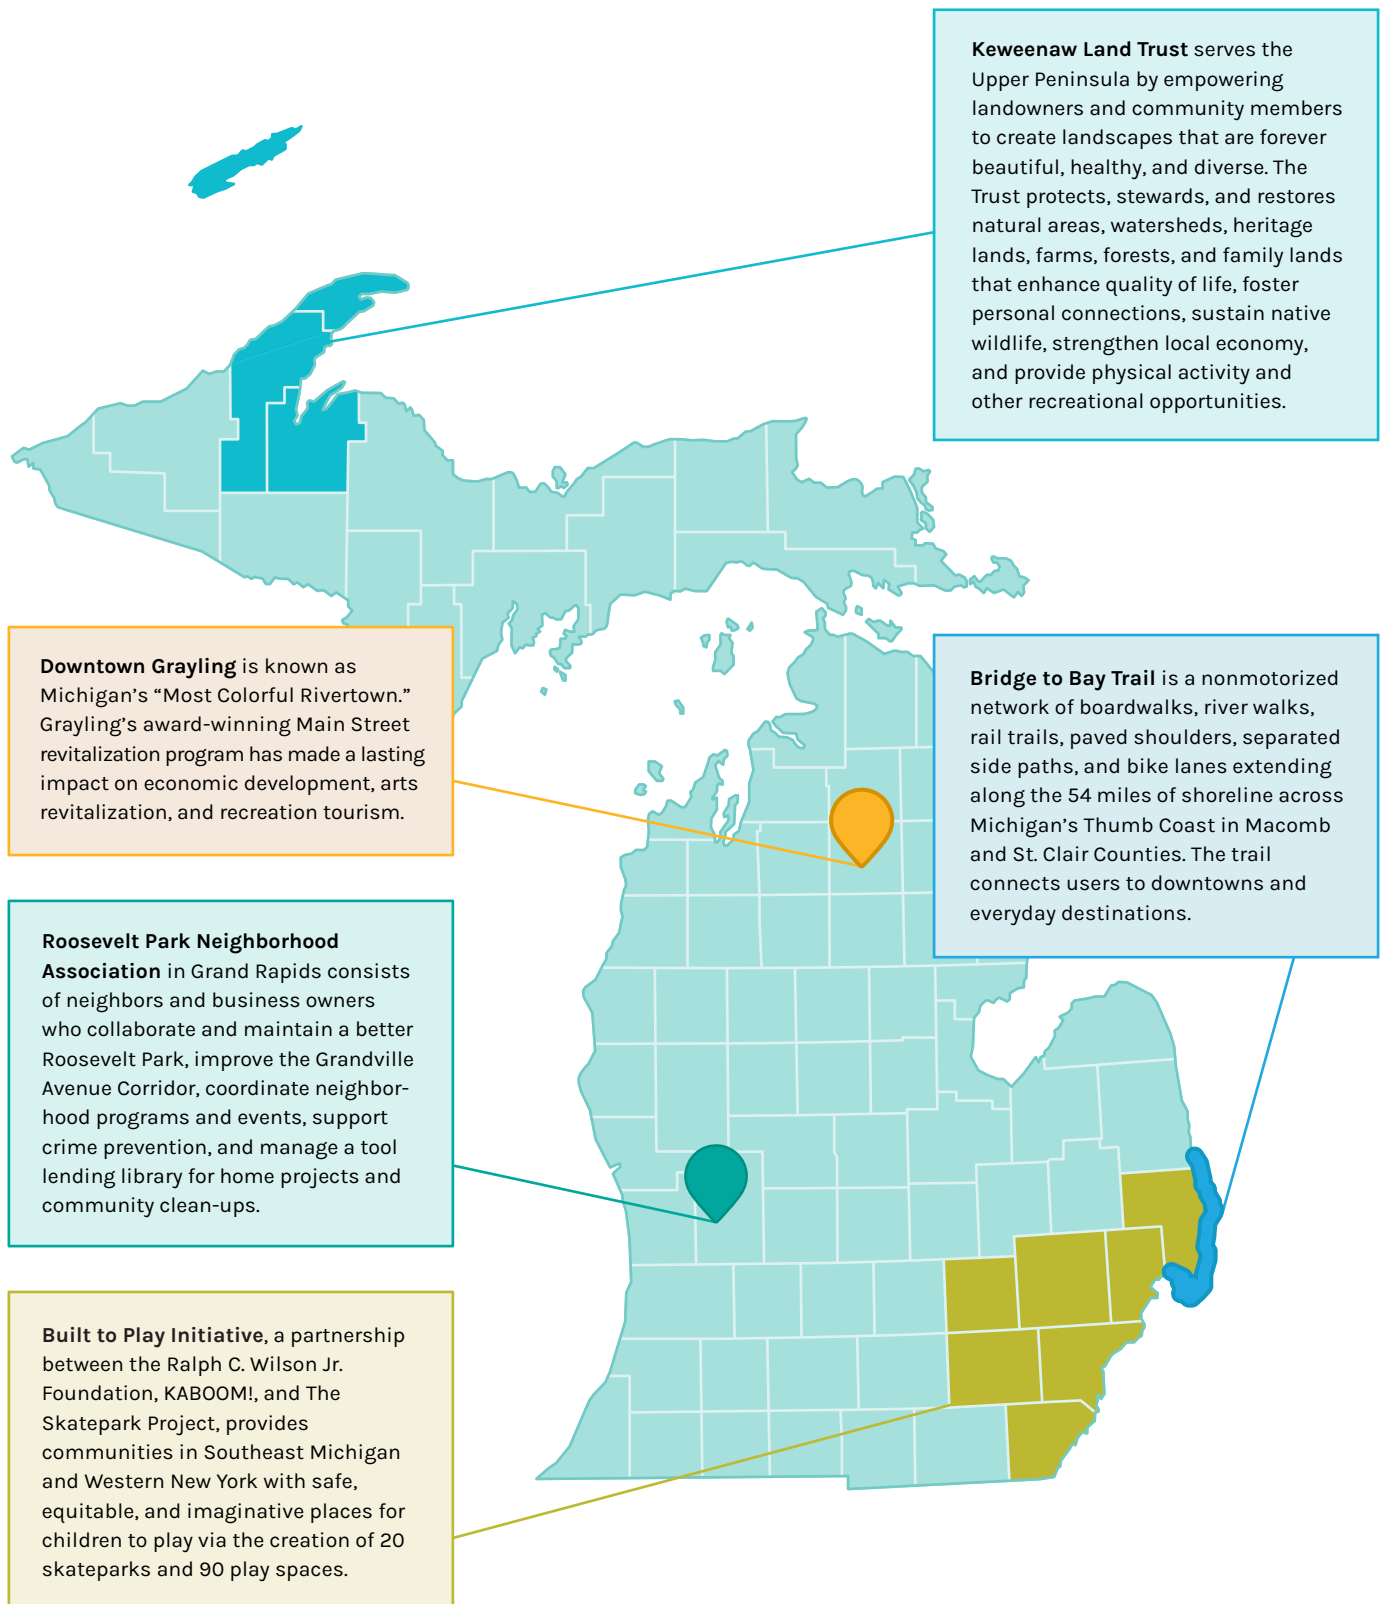 Keweenaw Land Trust serves the
Upper Peninsula by empowering
landowners and community members
to create landscapes that are forever
beautiful, healthy, and diverse. The
Trust protects, stewards, and restores
natural areas, watersheds, heritage
lands, farms, forests, and family lands
that enhance quality of life, foster
personal connections, sustain native
wildlife, strengthen local economy,
and provide physical activity and
other recreational opportunities.
Downtown Grayling is known as
Michigan’s “Most Colorful Rivertown.”
Grayling’s award-winning Main Street
revitalization program has made a lasting
impact on economic development, arts
revitalization, and recreation tourism.
Bridge to Bay Trail is a nonmotorized
network of boardwalks, river walks,
rail trails, paved shoulders, separated
side paths, and bike lanes extending
along the 54 miles of shoreline across
Michigan’s Thumb Coast in Macomb
and St. Clair Counties. The trail
connects users to downtowns and
everyday destinations.
Roosevelt Park Neighborhood
Association in Grand Rapids consists
of neighbors and business owners
who collaborate and maintain a better
Roosevelt Park, improve the Grandville
Avenue Corridor, coordinate neighbor-
hood programs and events, support
crime prevention, and manage a tool
lending library for home projects and
community clean-ups.
Built to Play Initiative, a partnership
between the Ralph C. Wilson Jr.
Foundation, KABOOM!, and The
Skatepark Project, provides
communities in Southeast Michigan
and Western New York with safe,
equitable, and imaginative places for
children to play via the creation of 20
skateparks and 90 play spaces.